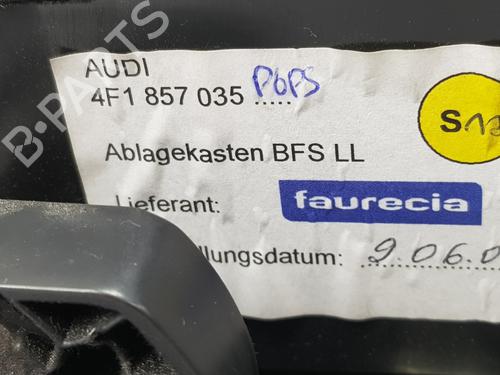 AUDI
4F1 857 035 P6PS
S
Ablagekasten BFS LL
Lieferant: faurecia
llungsdatum: 9.06.0
B-PARTS